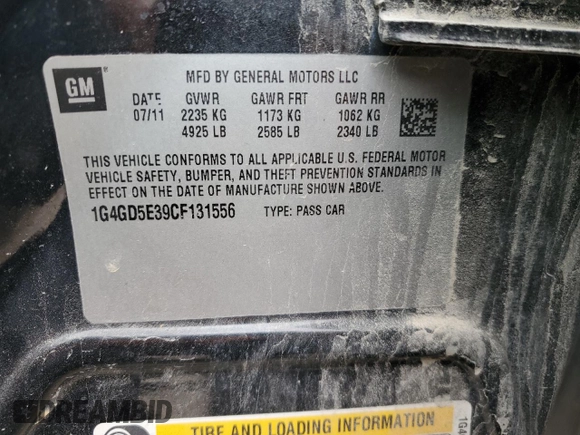 GM
MFD BY GENERAL MOTORS LLC
DATE GVWR GAWR FRT GAWR RR
07/11 2235 KG 1173 KG 1062 KG
4925 LB 2585 LB 2340 LB
THIS VEHICLE CONFORMS TO ALL APPLICABLE U.S. FEDERAL MOTOR
VEHICLE SAFETY, BUMPER, AND THEFT PREVENTION STANDARDS IN
EFFECT ON THE DATE OF MANUFACTURE SHOWN ABOVE.
1G4GD5E39CF131556 TYPE: PASS CAR
TIRE AND LOADING INFORMATION
1G4
DREAMBID